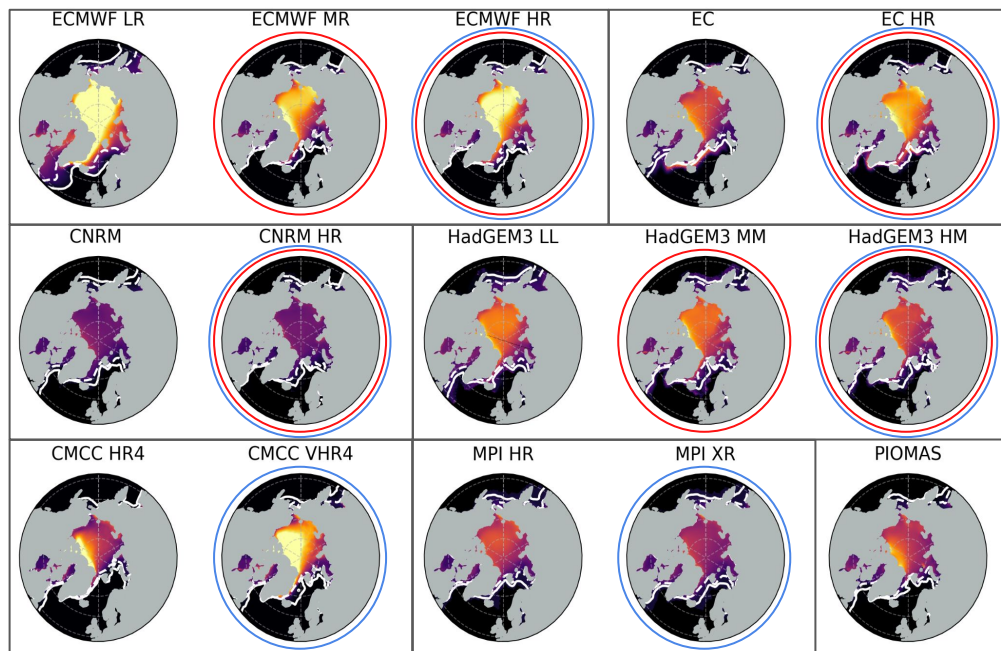 ECMWF LR
ECMWF MR
ECMWF HR
EC
EC HR
CNRM
CNRM HR
HadGEM3 LL
HadGEM3 MM
HadGEM3 HM
CMCC HR4
CMCC VHR4
MPI HR
MPI XR
PIOMAS